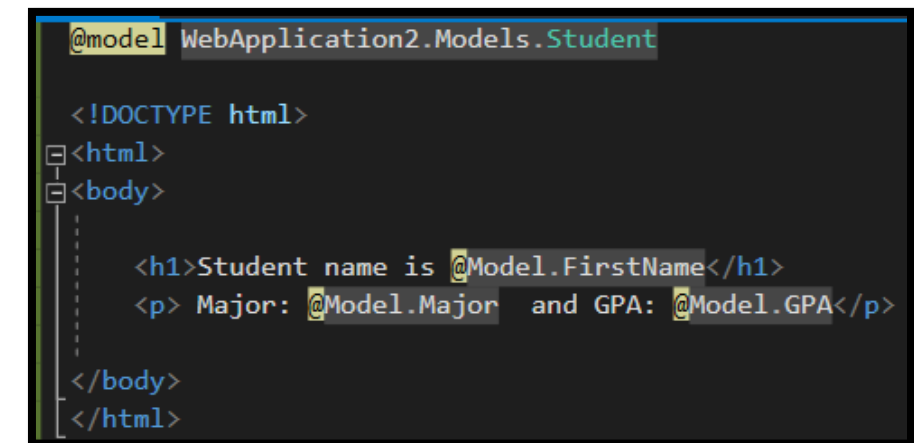 @model WebApplication2.Models.Student
<!DOCTYPE html>
<html>
<body>
<h1>Student name is @Model.FirstName</h1>
<p> Major: @Model.Major  and GPA: @Model.GPA</p>
</body>
</html>